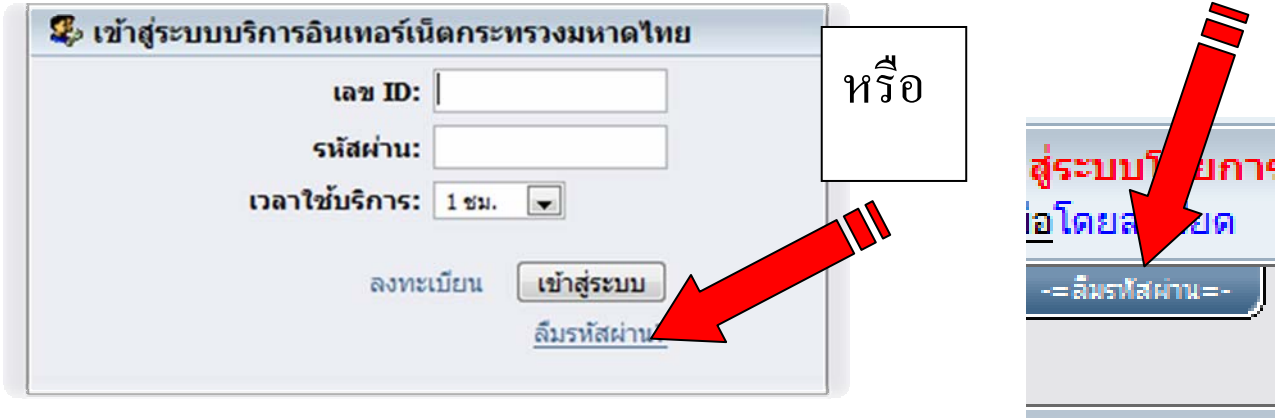 เข้าสู่ระบบบริการอินเทอร์เน็ตกระทรวงมหาดไทย
เลข ID:
รหัสผ่าน:
เวลาใช้บริการ: 1 ชม.
ลงทะเบียน เข้าสู่ระบบ
ลืมรหัสผ่าน
หรือ
สู่ระบบ
-=ลืมรหัสผ่าน=-